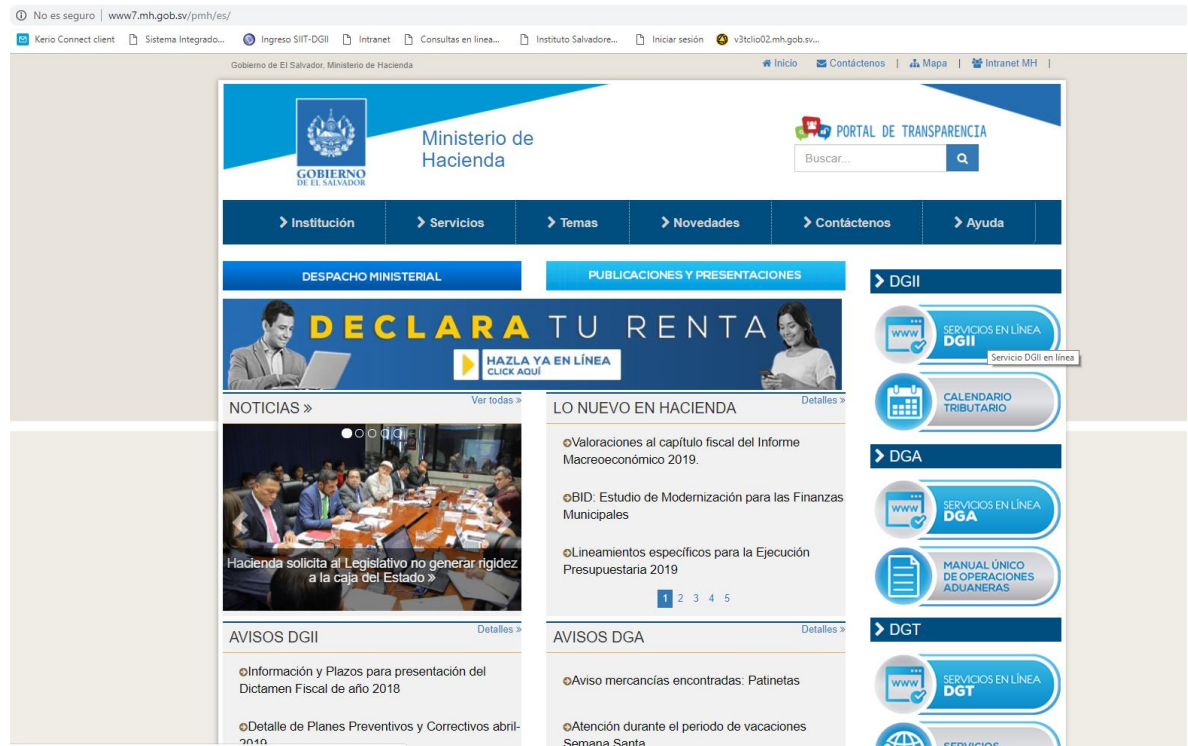 No es seguro | www7.mh.gob.sv/pmh/es/
Kerio Connect client Sistema Integrado... Ingreso SIIT-DGII Intranet Consultas en linea... Instituto Salvadore... Iniciar sesión v3tclio02.mh.gob.sv...
Gobierno de El Salvador, Ministerio de Hacienda
Inicio Contáctenos | Mapa | Intranet MH |
GOBIERNO
DE EL SALVADOR
Ministerio de
Hacienda
PORTAL DE TRANSPARENCIA
Buscar...
Institución Servicios Temas Novedades Contáctenos Ayuda
DESPACHO MINISTERIAL
PUBLICACIONES Y PRESENTACIONES
DECLARA TU RENTA
HAZLA YA EN LÍNEA
CLICK AQUÍ
NOTICIAS »
Ver todas »
Hacienda solicita al Legislativo no generar rigidez
a la caja del Estado »
LO NUEVO EN HACIENDA
Detalles »
Valoraciones al capítulo fiscal del Informe
Macroeoconómico 2019.
BID: Estudio de Modernización para las Finanzas
Municipales
Lineamientos específicos para la Ejecución
Presupuestaria 2019
1 2 3 4 5
AVISOS DGII
Detalles »
Información y Plazos para presentación del
Dictamen Fiscal de año 2018
Detalle de Planes Preventivos y Correctivos abril-
2019
AVISOS DGA
Detalles »
Aviso mercancías encontradas: Patinetas
Atención durante el periodo de vacaciones
Semana Santa
DGII
www
SERVICIOS EN LÍNEA
DGII
Servicio DGII en línea
CALENDARIO
TRIBUTARIO
DGA
www
SERVICIOS EN LÍNEA
DGA
MANUAL ÚNICO
DE OPERACIONES
ADUANERAS
DGT
www
SERVICIOS EN LÍNEA
DGT
SERVICIOS